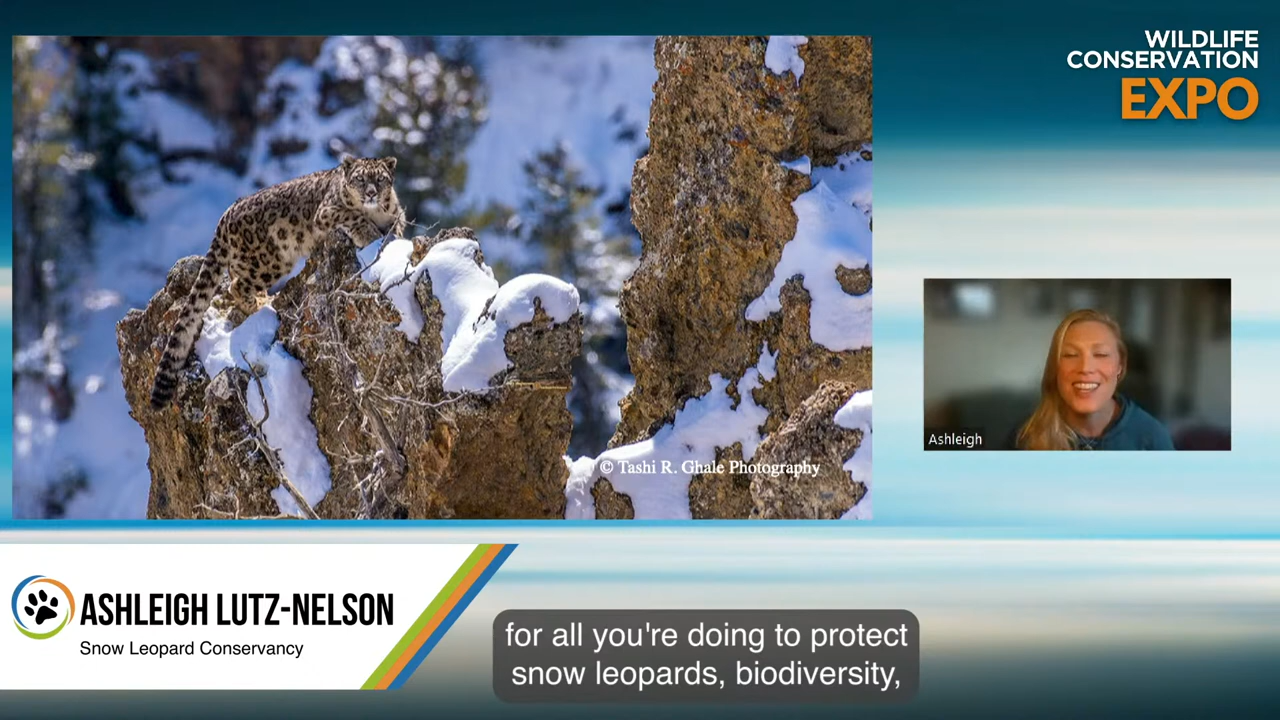 WILDLIFE
CONSERVATION
EXPO
© Tashi R. Ghale Photography
Ashleigh
ASHLEIGH LUTZ-NELSON
Snow Leopard Conservancy
for all you're doing to protect
snow leopards, biodiversity,